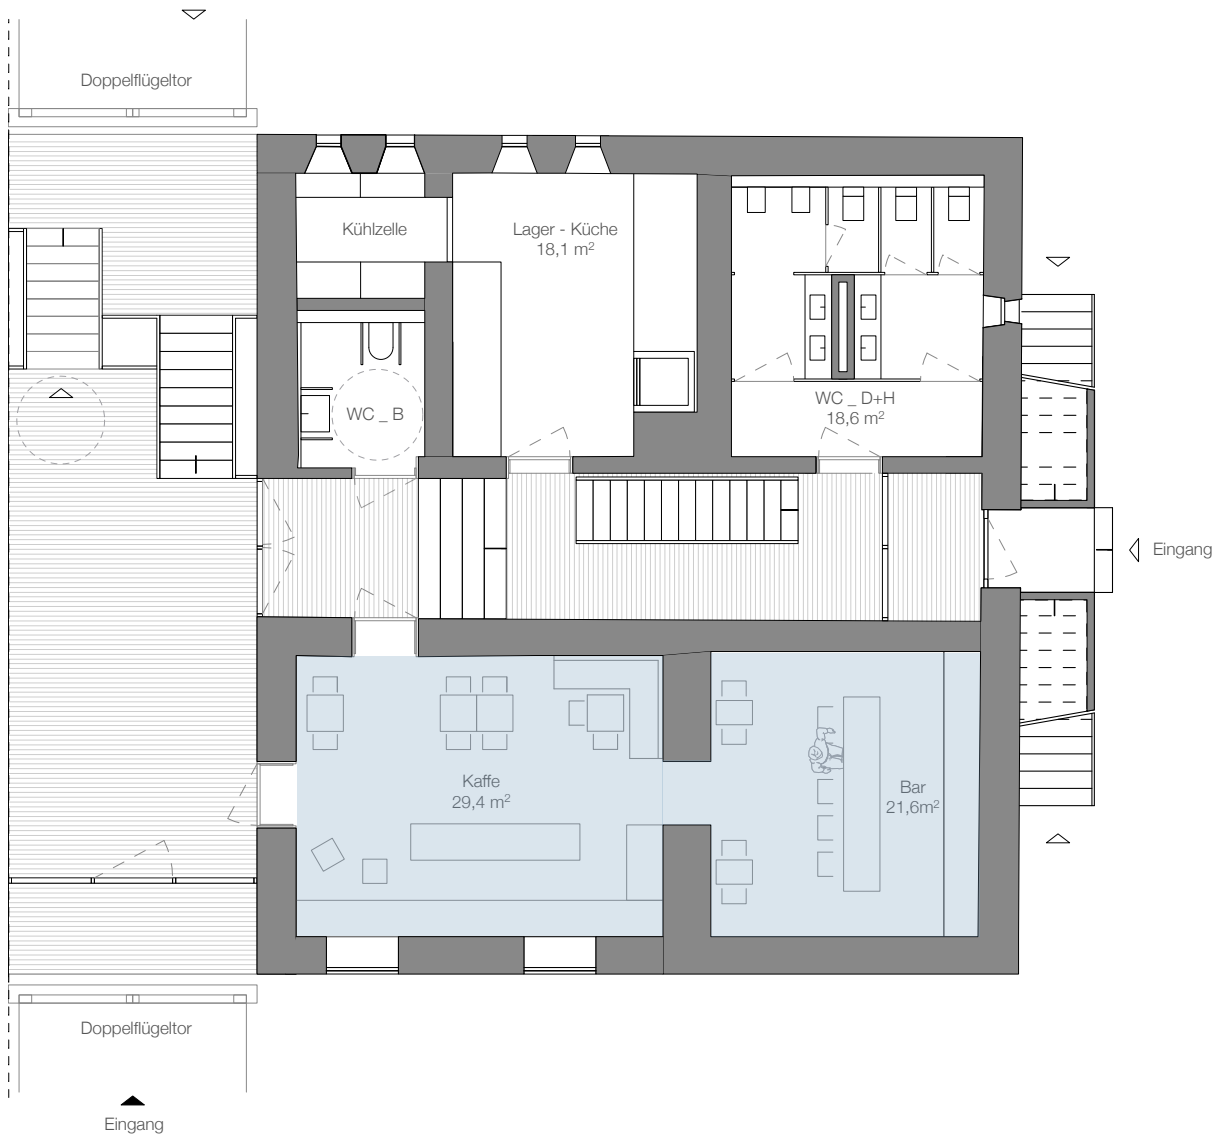 Doppelflügeltor
Kühlzelle
Lager - Küche
18,1 m²
WC _ B
WC _ D+H
18,6 m²
Eingang
Kaffe
29,4 m²
Bar
21,6m²
Doppelflügeltor
Eingang